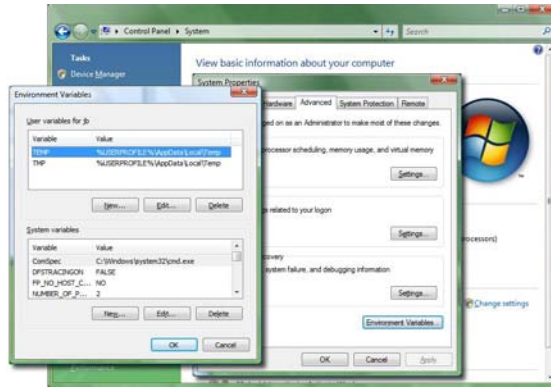 Control Panel ▸ System
Search
Tasks
Device Manager
View basic information about your computer
System Properties
Hardware Advanced System Protection Remote
ged on as an Administrator to make most of these changes.
processor scheduling, memory usage, and virtual memory
Settings...
s related to your logon
Settings...
covery
system failure, and debugging information
Settings...
Environment Variables...
OK Cancel Apply
ocessors)
Change settings
Environment Variables
User variables for jb
Variable Value
TEMP %USERPROFILE%\AppData\Local\Temp
TMP %USERPROFILE%\AppData\Local\Temp
New... Edit... Delete
System variables
Variable Value
ComSpec C:\Windows\system32\cmd.exe
DFSTRACINGON FALSE
FP_NO_HOST_C... NO
NUMBER_OF_P... 2
New... Edit... Delete
OK Cancel